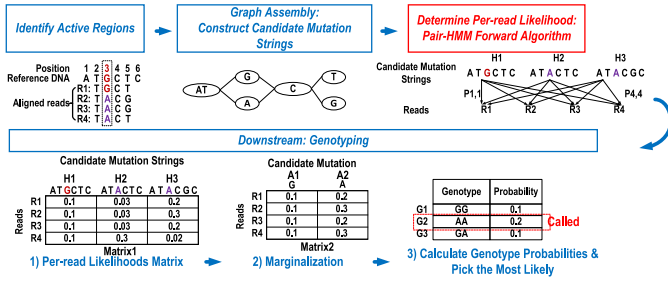 Identify Active Regions
Graph Assembly:
Construct Candidate Mutation
Strings
Determine Per-read Likelihood:
Pair-HMM Forward Algorithm
Position 1 2 3 4 5 6
Reference DNA A T G C T C
Aligned reads
R1: T G C T
R2: T A C G
R3: T A C G
R4: T A C T
AT
G
A
C
T
G
Candidate Mutation
Strings
H1 H2 H3
A T G C T C A T A C T C A T A C G C
P1,1 P4,4
Reads R1 R2 R3 R4
Downstream: Genotyping
Candidate Mutation Strings
H1 H2 H3
A T G C T C A T A C T C A T A C G C
Reads
R1 0.1 0.03 0.2
R2 0.1 0.03 0.3
R3 0.1 0.03 0.2
R4 0.1 0.3 0.02
Matrix1
1) Per-read Likelihoods Matrix
Candidate Mutation
A1 A2
G A
Reads
R1 0.1 0.2
R2 0.1 0.3
R3 0.1 0.2
R4 0.1 0.3
Matrix2
2) Marginalization
Genotype Probability
G1 GG 0.1
G2 AA 0.2 Called
G3 GA 0.1
3) Calculate Genotype Probabilities &
Pick the Most Likely